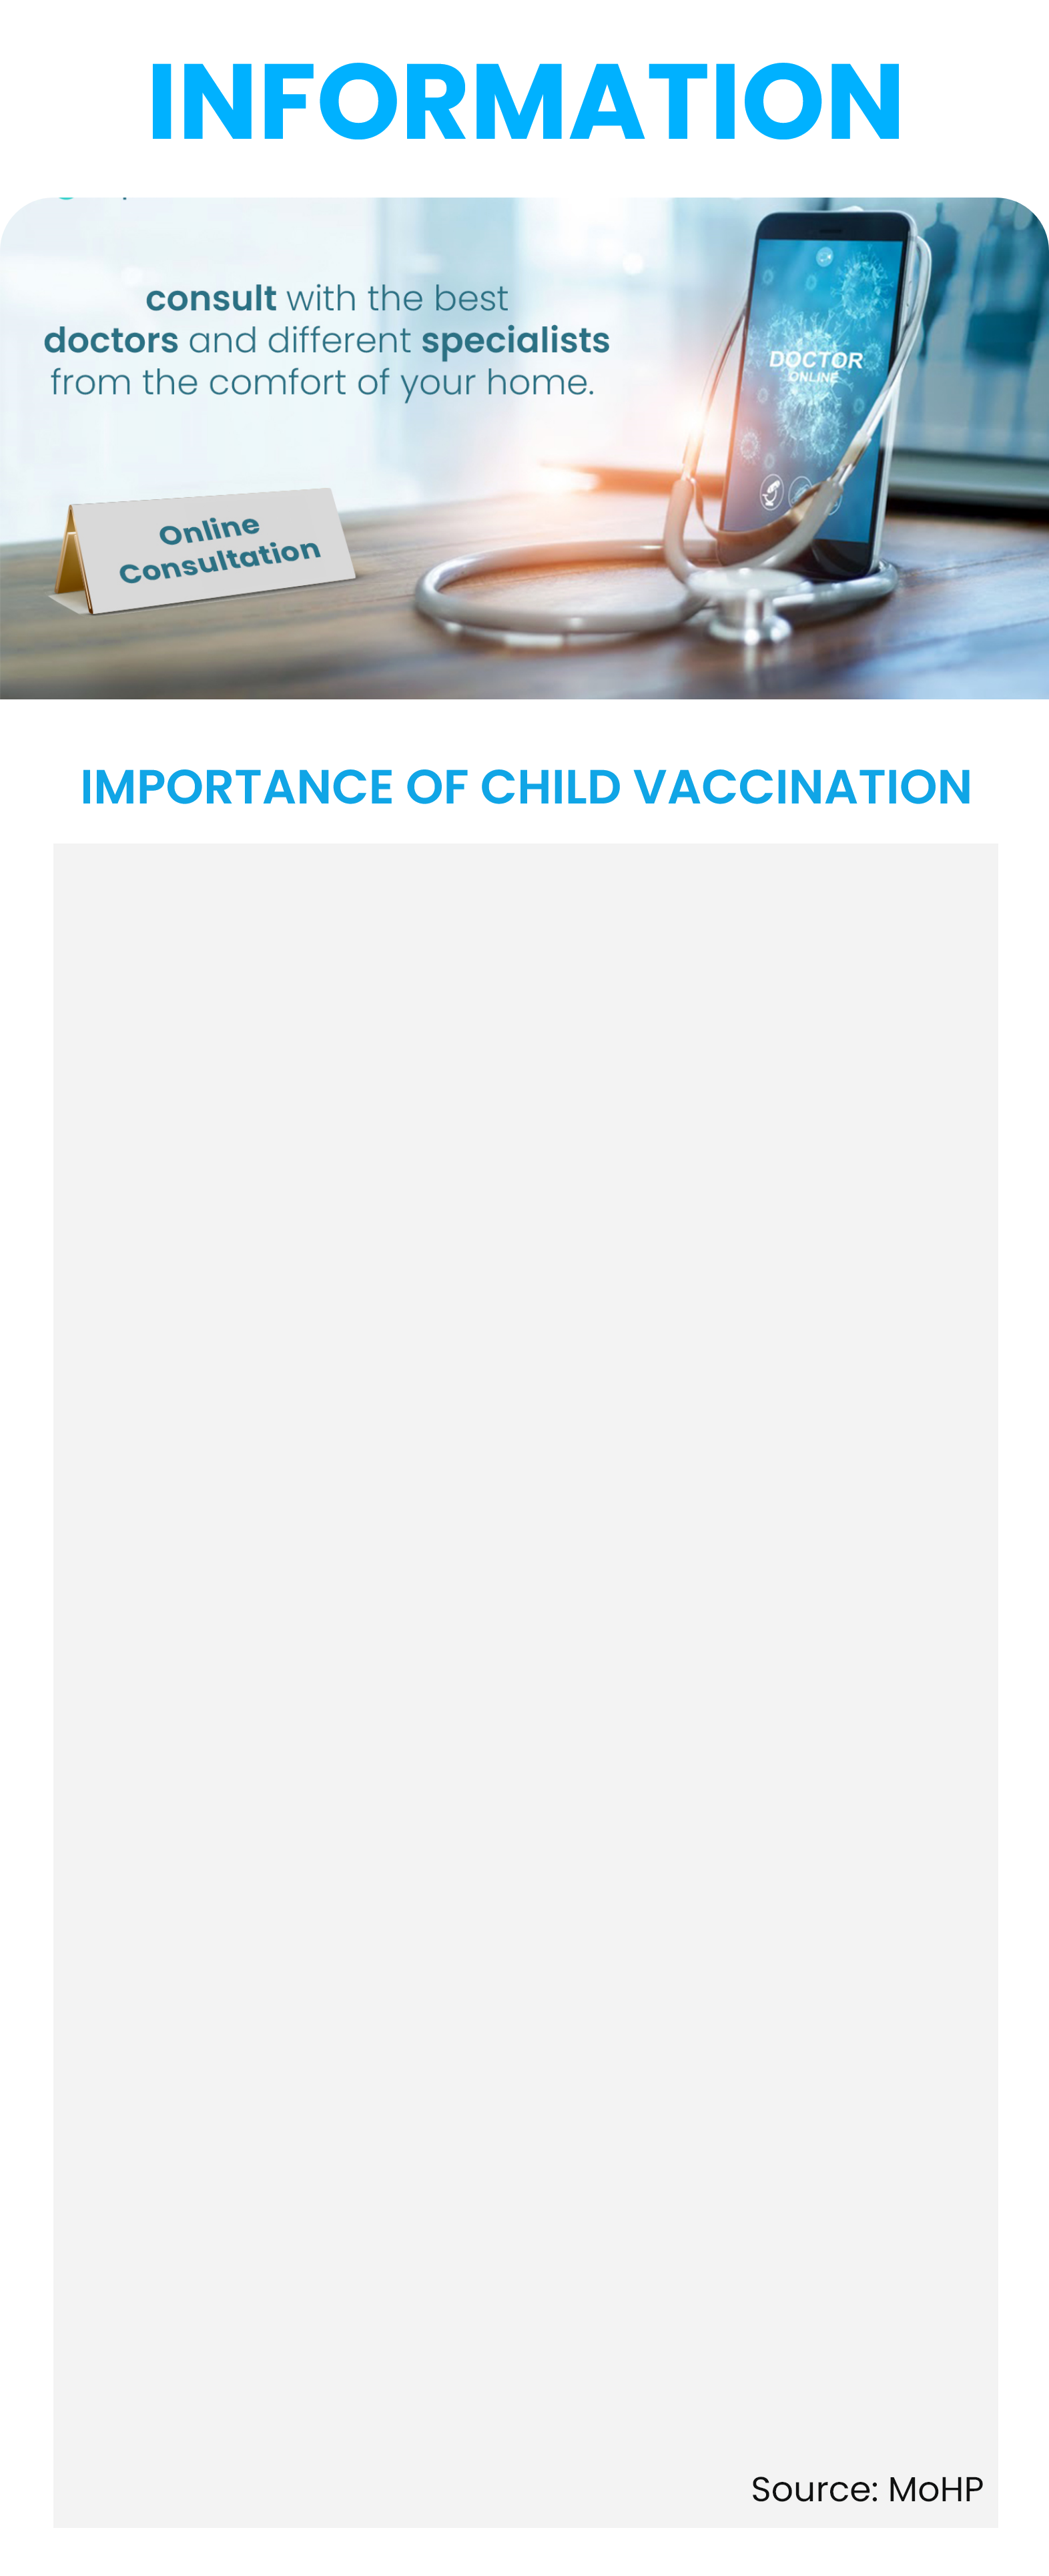 INFORMATION
consult with the best
doctors and different specialists
from the comfort of your home.
DOCTOR
ONLINE
Online
Consultation
IMPORTANCE OF CHILD VACCINATION
Source: MoHP